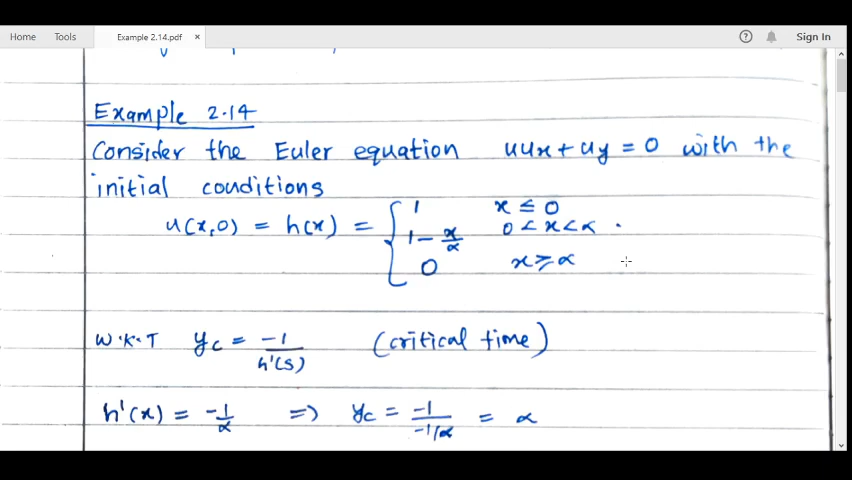 Home Tools Example 2.14.pdf × Sign In
Example 2.14
Consider the Euler equation uux + uy = 0 with the
initial conditions
u(x,0) = h(x) = { 1 x ≤ 0
1 - x/α 0 < x < α .
0 x ≥ α
W.K.T yc = -1/h'(s) (critical time)
h'(x) = -1/α ⇒ yc = -1/-1/α = α